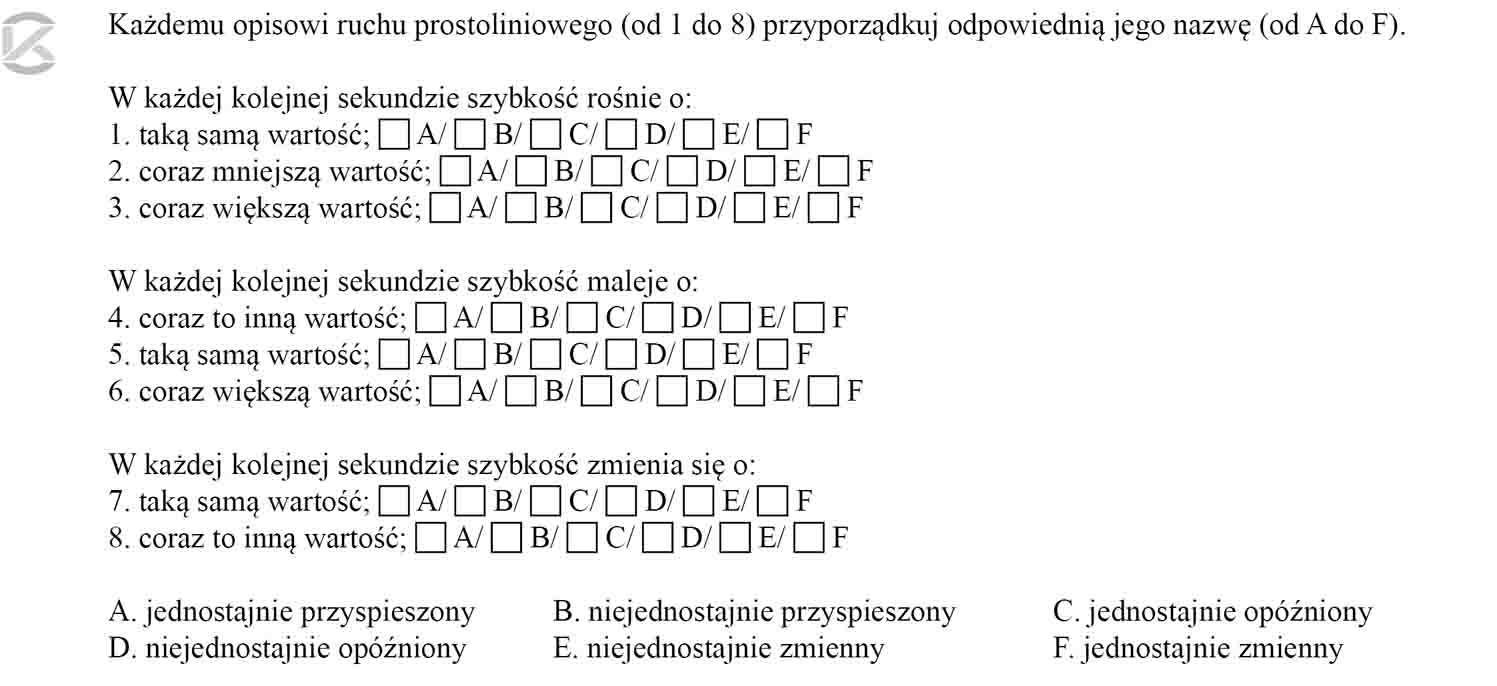 Każdemu opisowi ruchu prostoliniowego (od 1 do 8) przyporządkuj odpowiednią jego nazwę (od A do F).
W każdej kolejnej sekundzie szybkość rośnie o:
1. taką samą wartość; □ A/ □ B/ □ C/ □ D/ □ E/ □ F
2. coraz mniejszą wartość; □ A/ □ B/ □ C/ □ D/ □ E/ □ F
3. coraz większą wartość; □ A/ □ B/ □ C/ □ D/ □ E/ □ F
W każdej kolejnej sekundzie szybkość maleje o:
4. coraz to inną wartość; □ A/ □ B/ □ C/ □ D/ □ E/ □ F
5. taką samą wartość; □ A/ □ B/ □ C/ □ D/ □ E/ □ F
6. coraz większą wartość; □ A/ □ B/ □ C/ □ D/ □ E/ □ F
W każdej kolejnej sekundzie szybkość zmienia się o:
7. taką samą wartość; □ A/ □ B/ □ C/ □ D/ □ E/ □ F
8. coraz to inną wartość; □ A/ □ B/ □ C/ □ D/ □ E/ □ F
A. jednostajnie przyspieszony B. niejednostajnie przyspieszony C. jednostajnie opóźniony
D. niejednostajnie opóźniony E. niejednostajnie zmienny F. jednostajnie zmienny